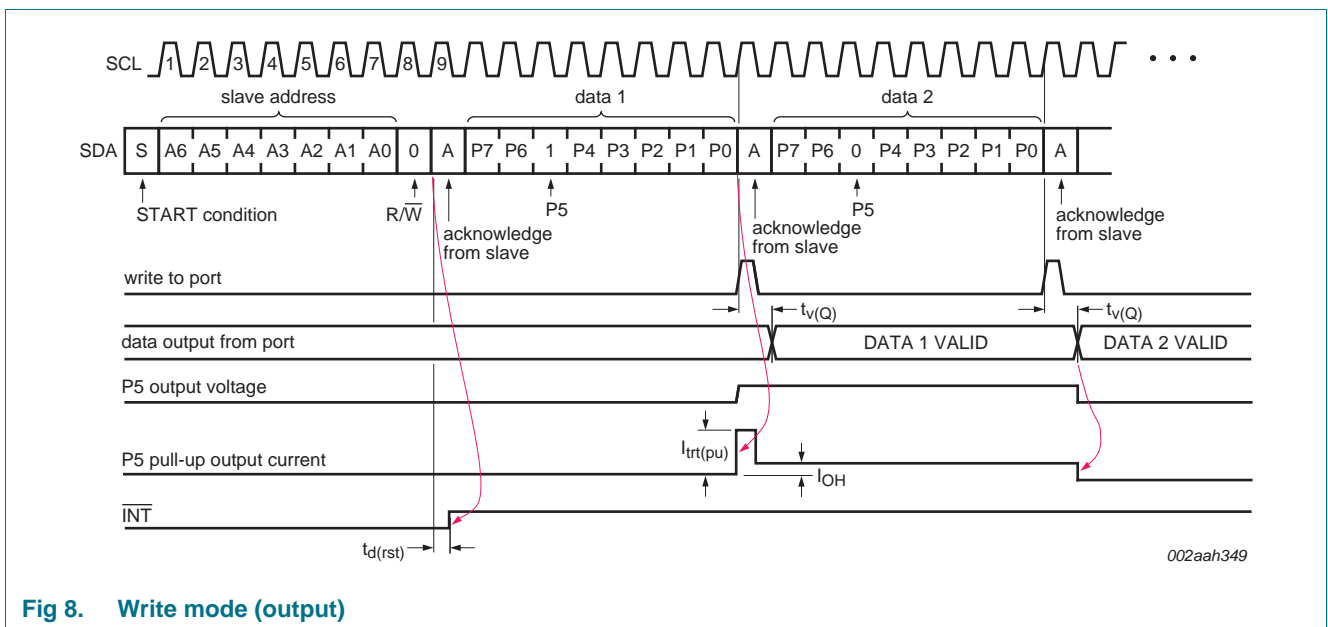 SCL 1 2 3 4 5 6 7 8 9
slave address data 1 data 2
SDA S A6 A5 A4 A3 A2 A1 A0 0 A P7 P6 1 P4 P3 P2 P1 P0 A P7 P6 0 P4 P3 P2 P1 P0 A
START condition R/W̅ P5 P5
acknowledge from slave
acknowledge from slave
acknowledge from slave
write to port
tv(Q) tv(Q)
data output from port DATA 1 VALID DATA 2 VALID
P5 output voltage
Itrt(pu)
P5 pull-up output current
IOH
I̅N̅T̅
td(rst)
002aah349
Fig 8. Write mode (output)